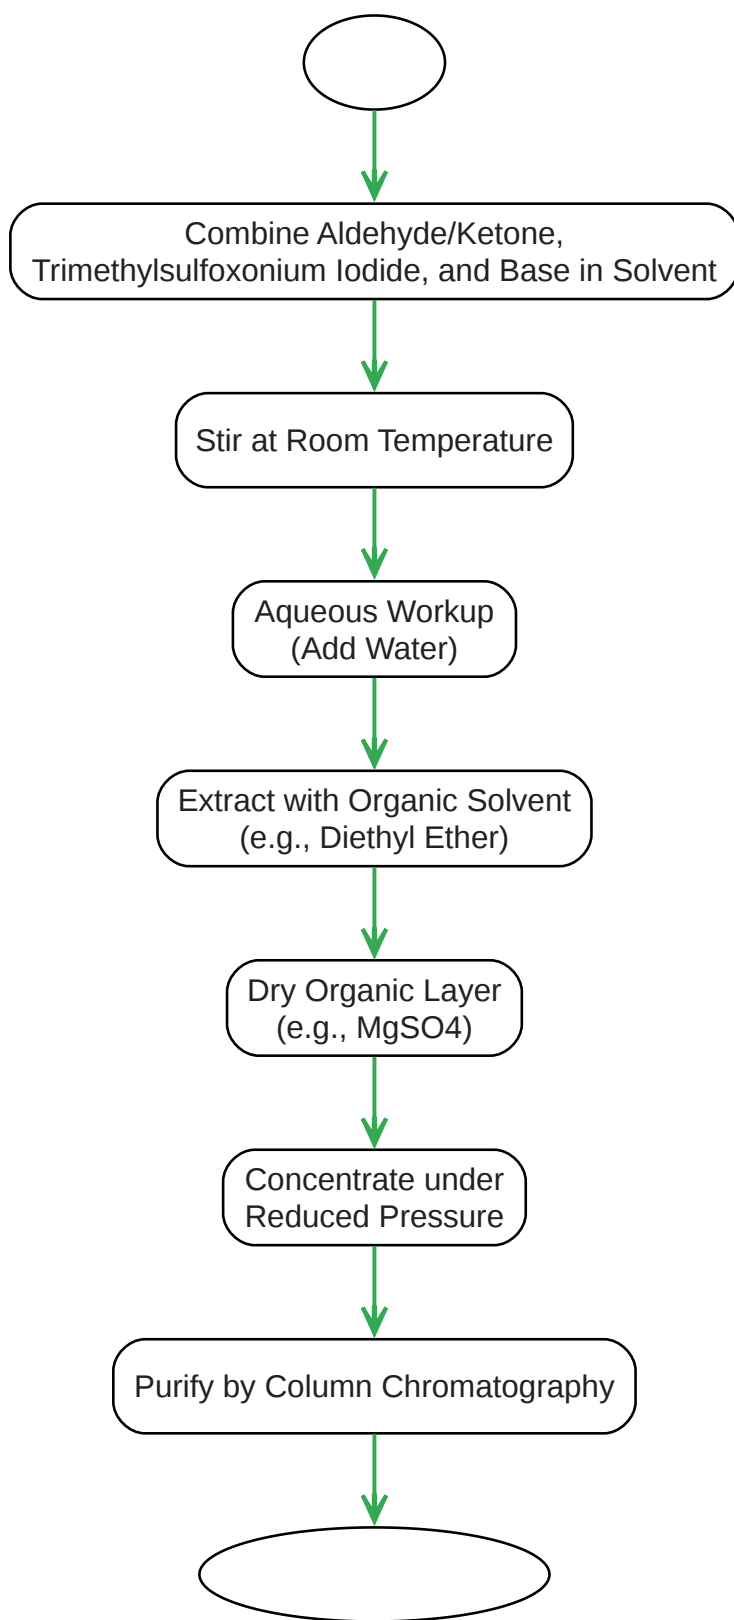 Combine Aldehyde/Ketone,
Trimethylsulfoxonium Iodide, and Base in Solvent
Stir at Room Temperature
Aqueous Workup
(Add Water)
Extract with Organic Solvent
(e.g., Diethyl Ether)
Dry Organic Layer
(e.g., MgSO4)
Concentrate under
Reduced Pressure
Purify by Column Chromatography